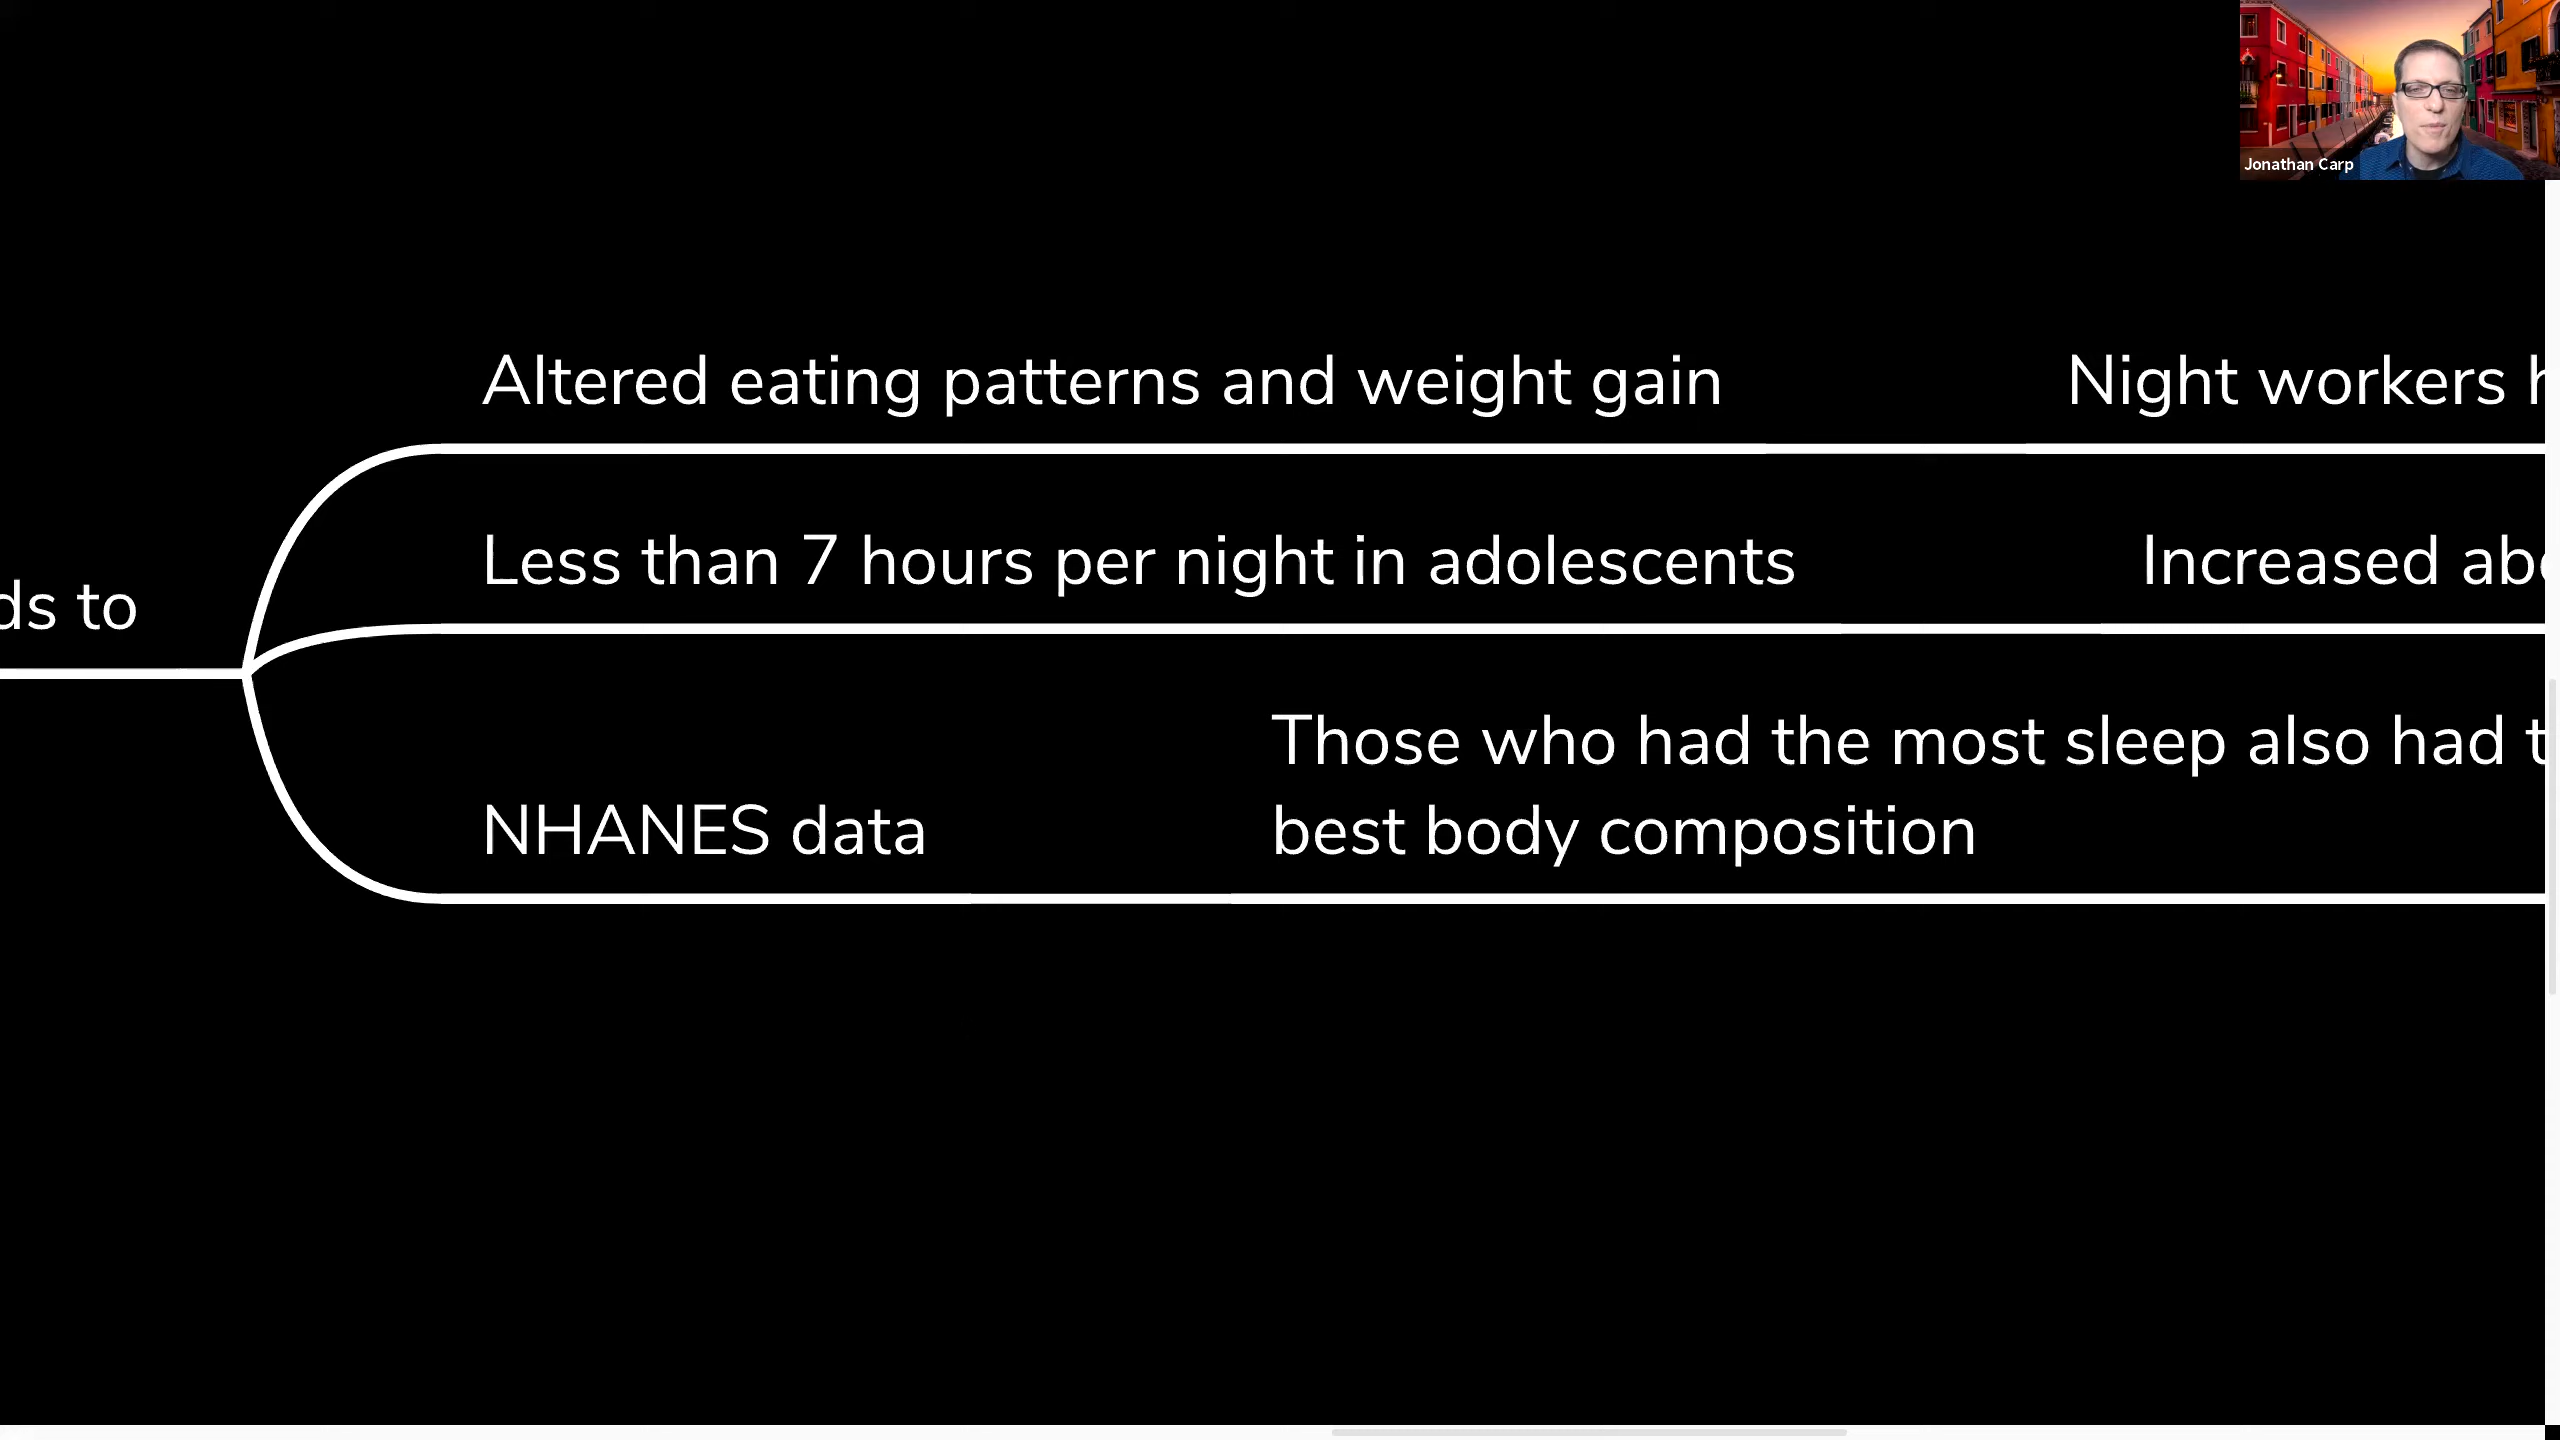 Jonathan Carp
Altered eating patterns and weight gain
Night workers
Less than 7 hours per night in adolescents
Increased
to
Those who had the most sleep also had
best body composition
NHANES data